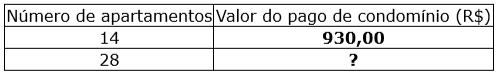 Número de apartamentos Valor do pago de condomínio (R$)
14 930,00
28 ?